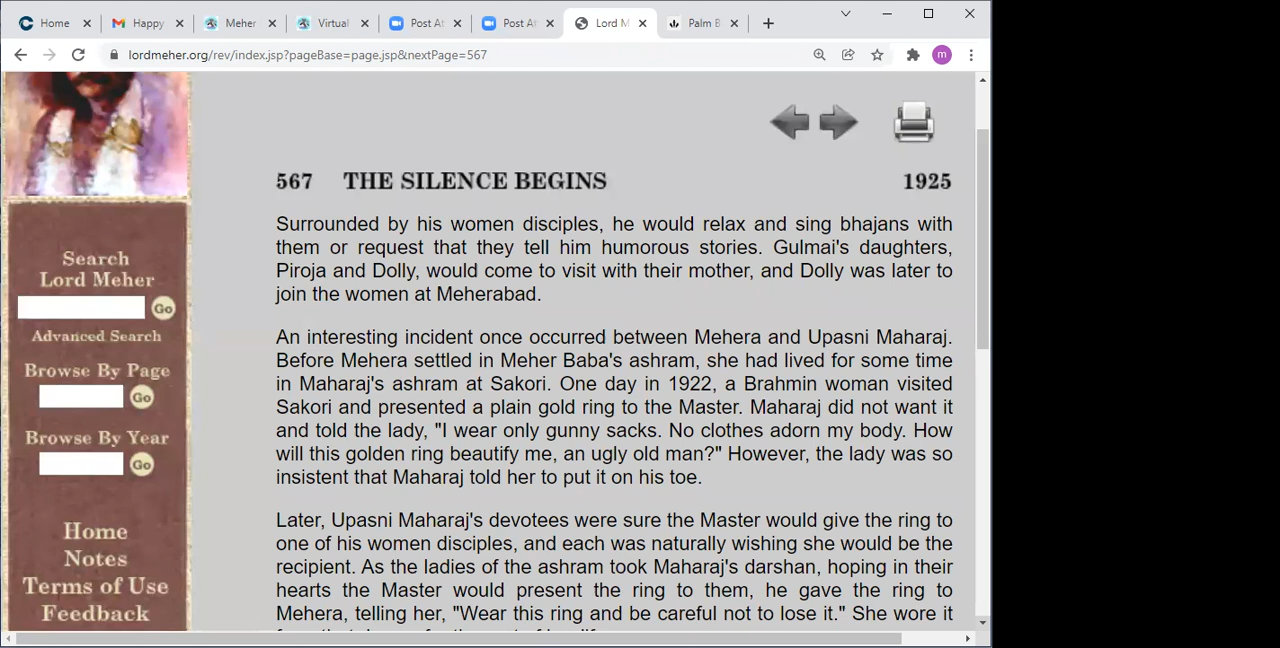 Home
Happy
Meher
Virtual
Post At
Post At
Lord M
Palm B
lordmeher.org/rev/index.jsp?pageBase=page.jsp&nextPage=567
m
567 THE SILENCE BEGINS 1925
Surrounded by his women disciples, he would relax and sing bhajans with
them or request that they tell him humorous stories. Gulmai's daughters,
Piroja and Dolly, would come to visit with their mother, and Dolly was later to
join the women at Meherabad.
An interesting incident once occurred between Mehera and Upasni Maharaj.
Before Mehera settled in Meher Baba's ashram, she had lived for some time
in Maharaj's ashram at Sakori. One day in 1922, a Brahmin woman visited
Sakori and presented a plain gold ring to the Master. Maharaj did not want it
and told the lady, "I wear only gunny sacks. No clothes adorn my body. How
will this golden ring beautify me, an ugly old man?" However, the lady was so
insistent that Maharaj told her to put it on his toe.
Later, Upasni Maharaj's devotees were sure the Master would give the ring to
one of his women disciples, and each was naturally wishing she would be the
recipient. As the ladies of the ashram took Maharaj's darshan, hoping in their
hearts the Master would present the ring to them, he gave the ring to
Mehera, telling her, "Wear this ring and be careful not to lose it." She wore it
Search
Lord Meher
Go
Advanced Search
Browse By Page
Go
Browse By Year
Go
Home
Notes
Terms of Use
Feedback